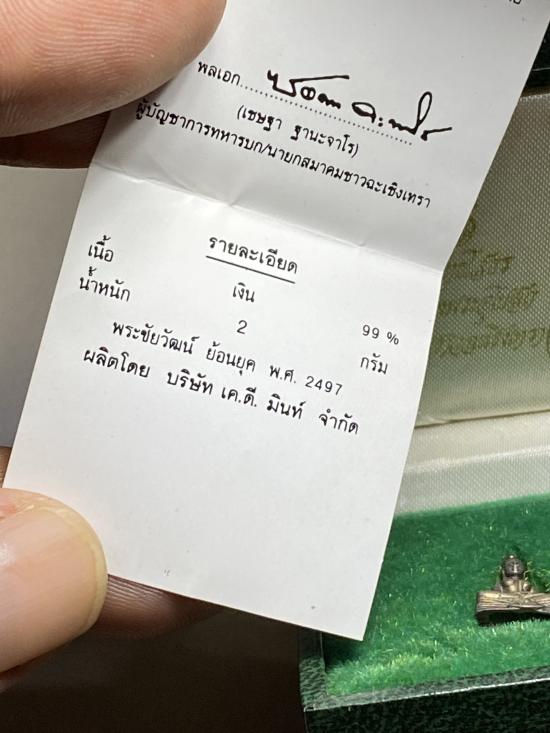 พลเอก
(เชษฐา ฐานะจาโร)
ผู้บัญชาการทหารบก/นายกสมาคมชาวฉะเชิงเทรา
รายละเอียด
เนื้อ เงิน 99 %
น้ำหนัก 2 กรัม
พระชัยวัฒน์ ย้อนยุค พ.ศ. 2497
ผลิตโดย บริษัท เค.ดี. มินท์ จำกัด